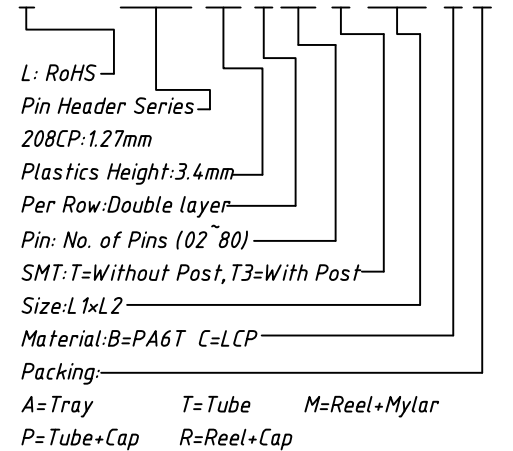 L: RoHS
Pin Header Series
208CP:1.27mm
Plastics Height:3.4mm
Per Row:Double layer
Pin: No. of Pins (02~80)
SMT:T=Without Post,T3=With Post
Size:L1×L2
Material:B=PA6T C=LCP
Packing:
A=Tray T=Tube M=Reel+Mylar
P=Tube+Cap R=Reel+Cap